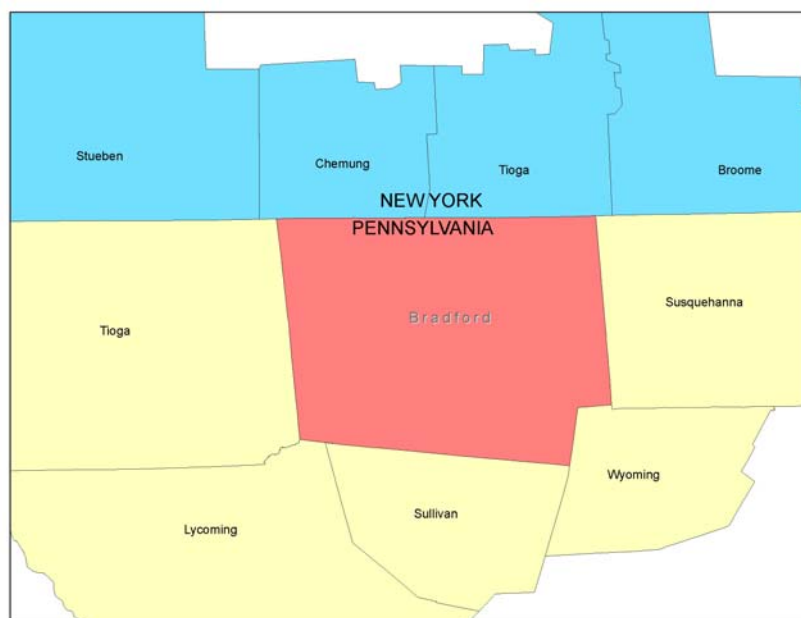 Stueben
Chemung
Tioga
Broome
NEW YORK
PENNSYLVANIA
Tioga
Bradford
Susquehanna
Lycoming
Sullivan
Wyoming